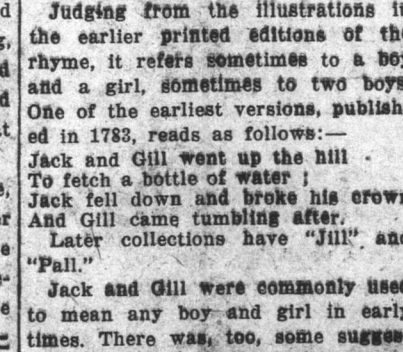 Judging from the illustrations i
the earlier printed editions of th
rhyme, it refers sometimes to a bo
and a girl, sometimes to two boys
One of the earliest versions, publish
ed in 1783, reads as follows:—
Jack and Gill went up the hill
To fetch a bottle of water ;
Jack fell down and broke his crow
And Gill came tumbling after.
Later collections have "Jill" and
"Pall."
Jack and Gill were commonly used
to mean any boy and girl in early
times. There was, too, some sugges